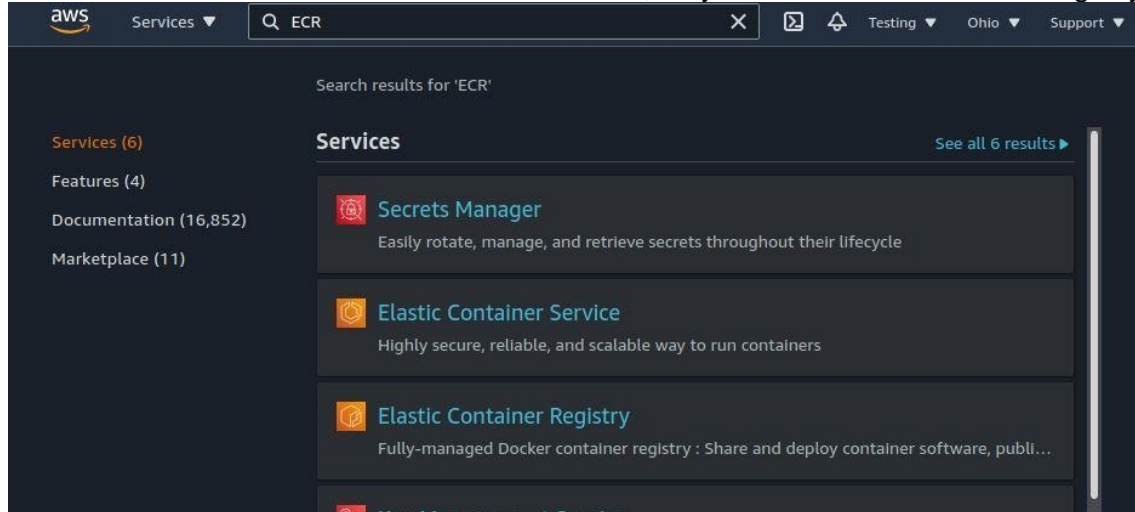 aws Services ▼ ECR Testing ▼ Ohio ▼ Support ▼
Search results for 'ECR'
Services (6)
Features (4)
Documentation (16,852)
Marketplace (11)
Services See all 6 results ▶
Secrets Manager
Easily rotate, manage, and retrieve secrets throughout their lifecycle
Elastic Container Service
Highly secure, reliable, and scalable way to run containers
Elastic Container Registry
Fully-managed Docker container registry : Share and deploy container software, publi...